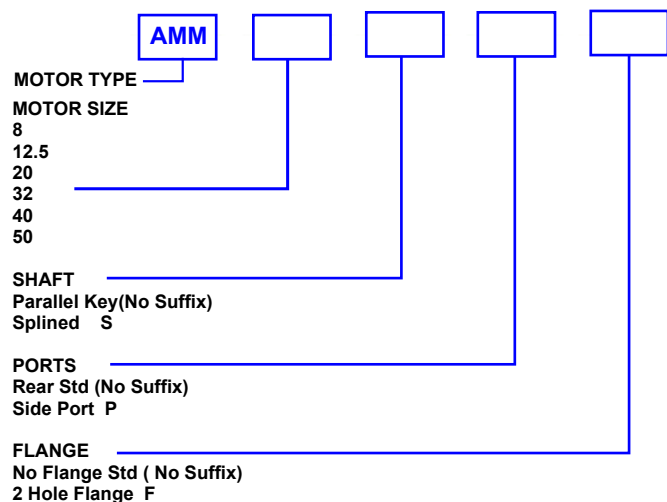 AMM
MOTOR TYPE
MOTOR SIZE
8
12.5
20
32
40
50
SHAFT
Parallel Key(No Suffix)
Splined S
PORTS
Rear Std (No Suffix)
Side Port P
FLANGE
No Flange Std ( No Suffix)
2 Hole Flange F